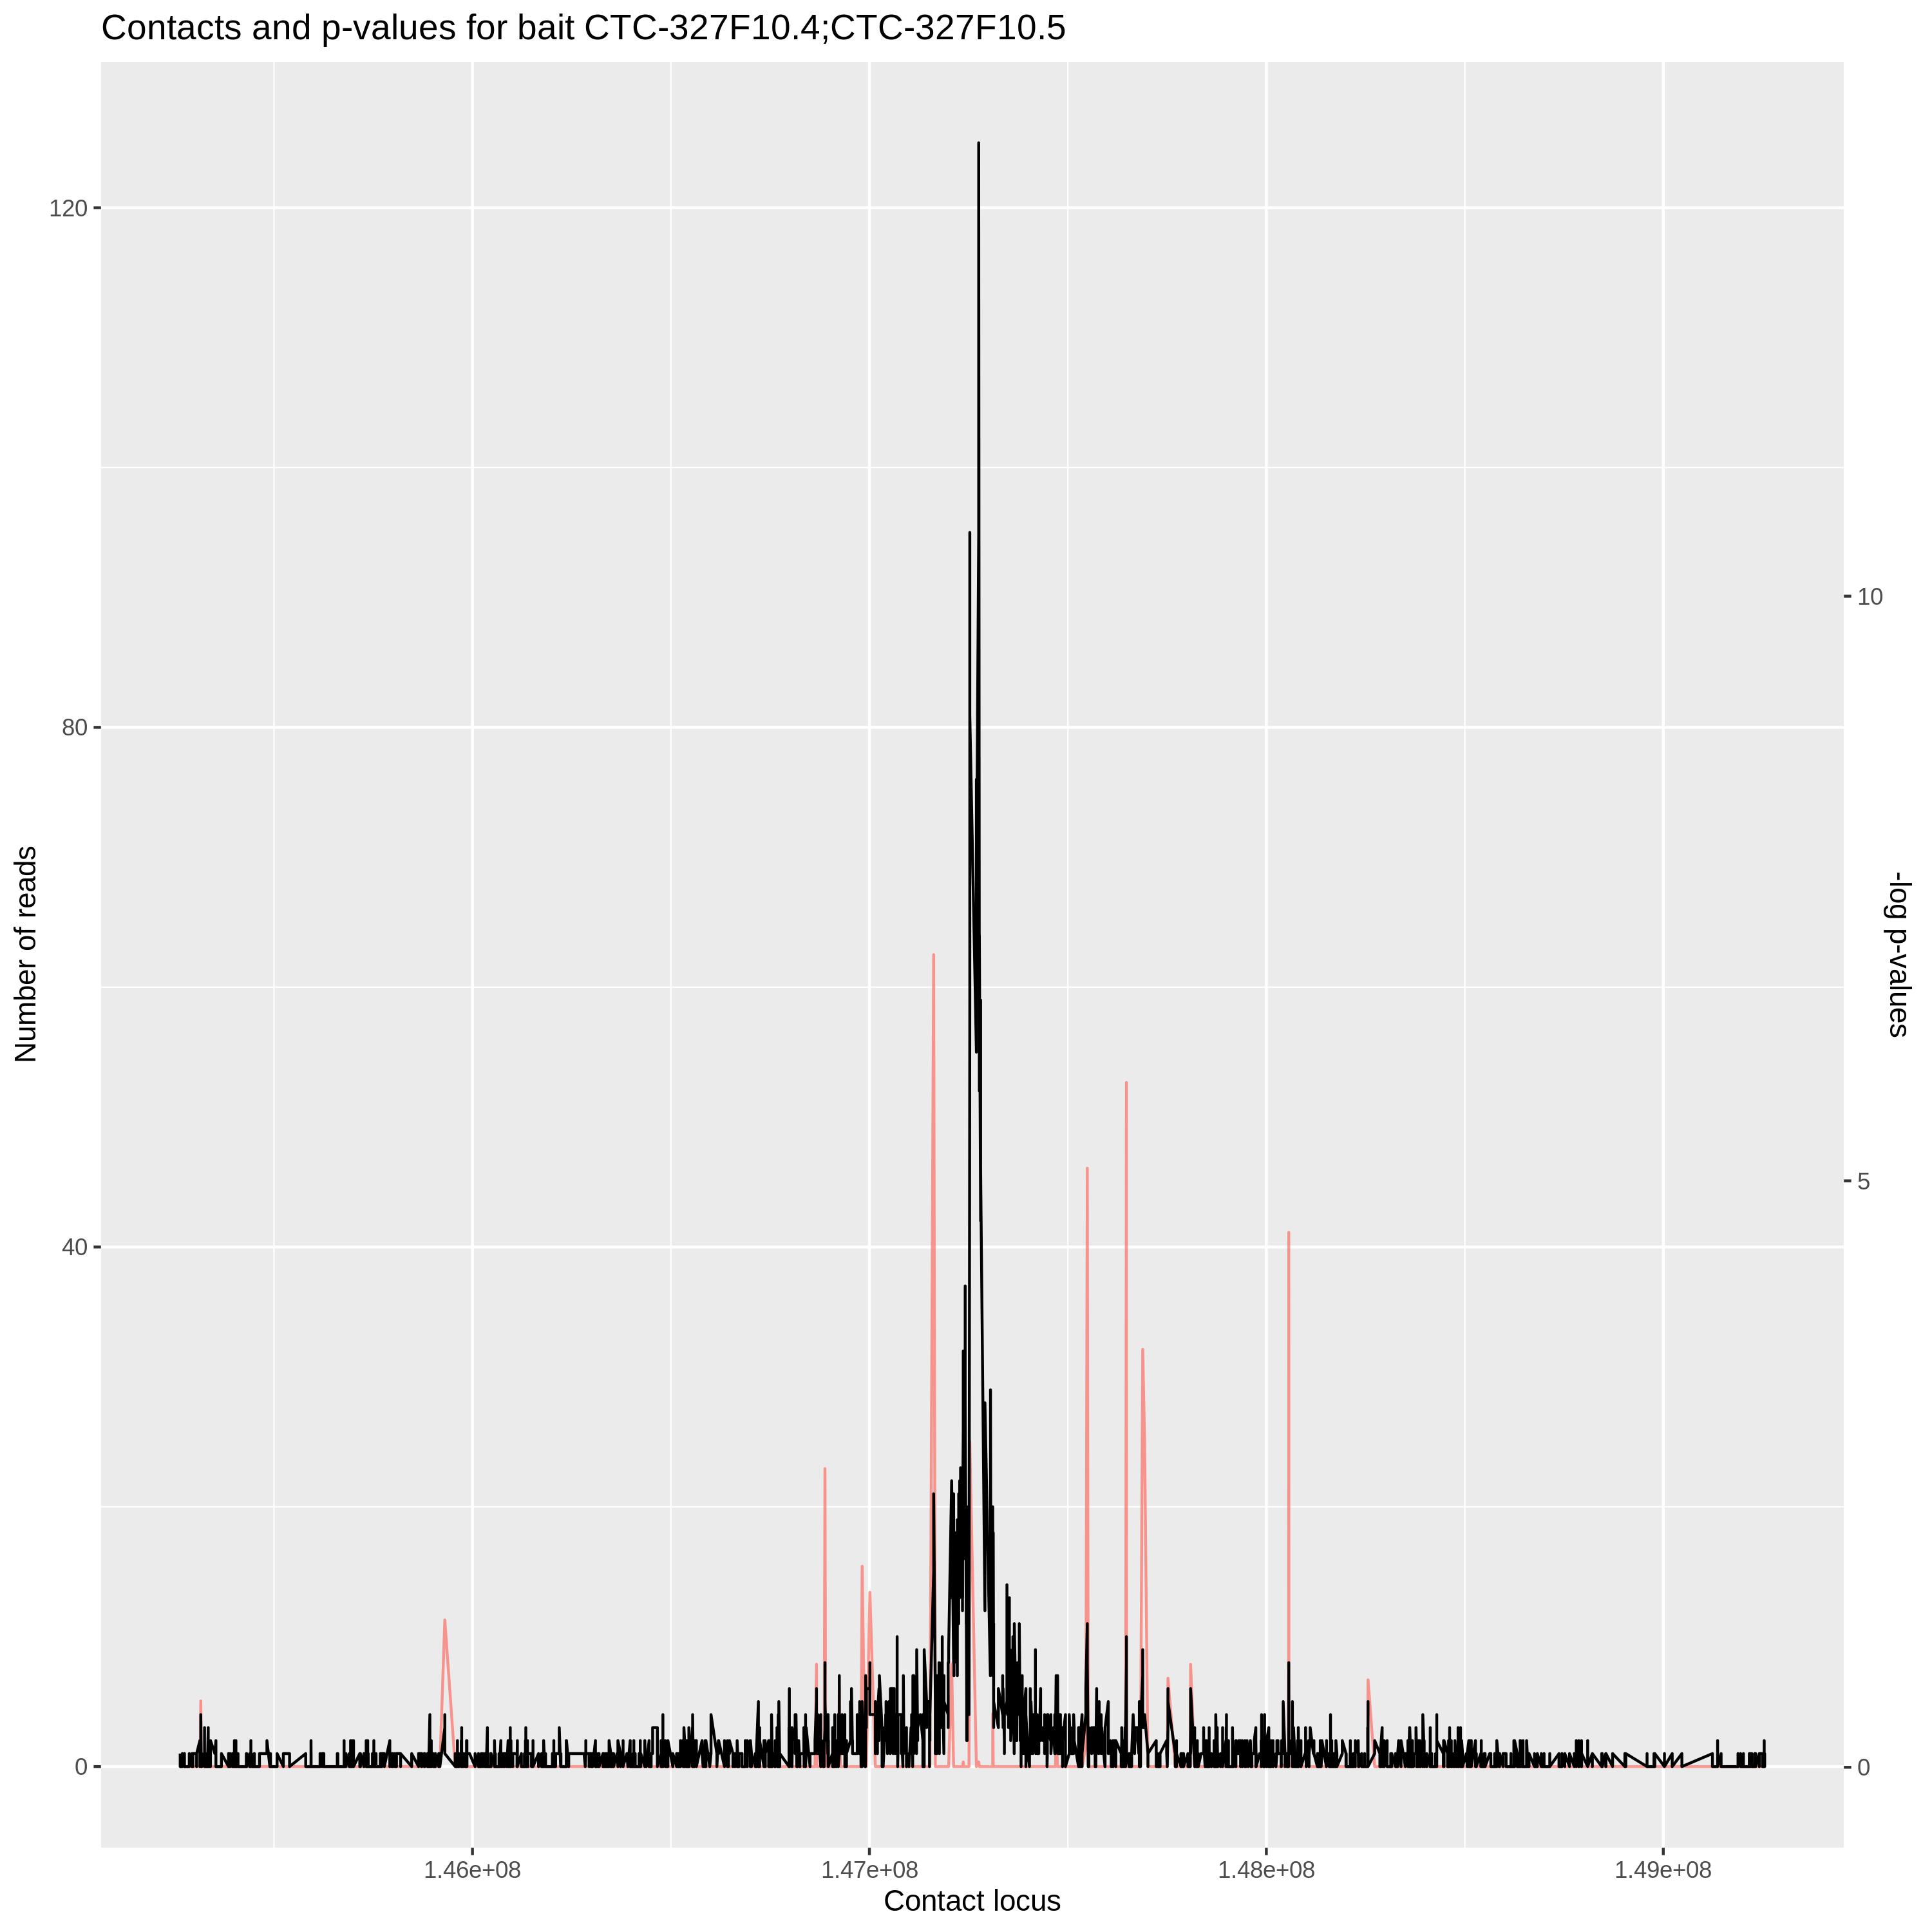 Contacts and p-values for bait CTC-327F10.4;CTC-327F10.5
120
80
40
0
Number of reads
10
5
0
-log p-values
1.46e+08
1.47e+08
1.48e+08
1.49e+08
Contact locus